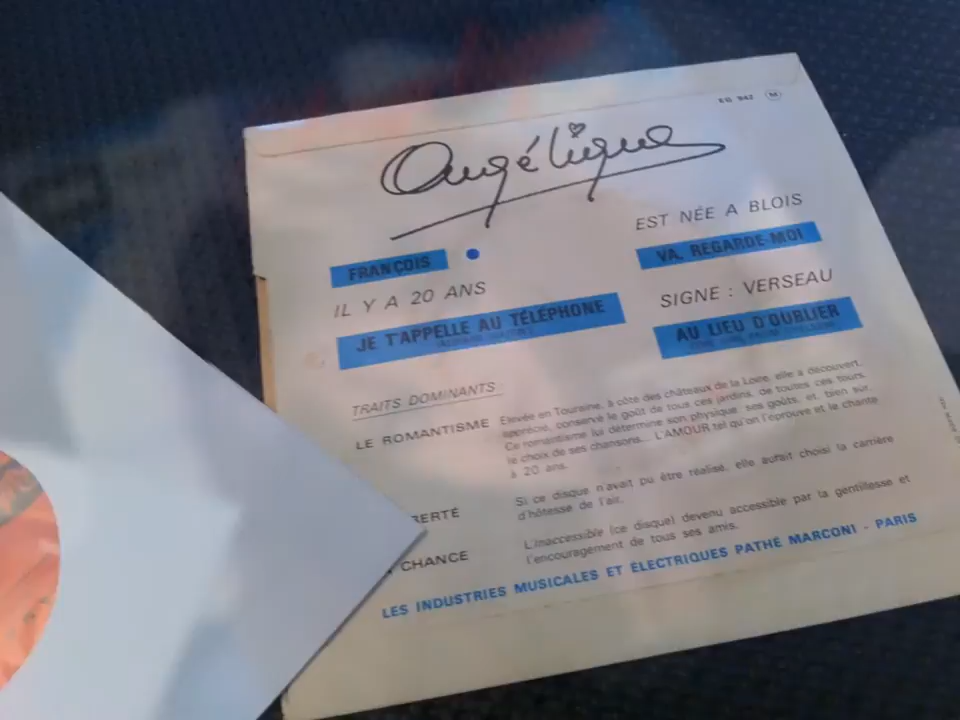 EG 942 M
Angélique
EST NÉE A BLOIS
FRANÇOIS
VA, REGARDE-MOI
IL Y A 20 ANS
SIGNE : VERSEAU
JE T'APPELLE AU TÉLÉPHONE
AU LIEU D'OUBLIER
TRAITS DOMINANTS
LE ROMANTISME
Elevée en Touraine, à côté des châteaux de la Loire, elle a découvert,
apprécié, conservé le goût de tous ces jardins, de toutes ces tours.
Ce romantisme lui détermine son physique, ses goûts, et, bien sûr,
le choix de ses chansons... L'AMOUR tel qu'on l'éprouve et le chante
à 20 ans.
BERTÉ
Si ce disque n'avait pu être réalisé, elle aurait choisi la carrière
d'hôtesse de l'air.
CHANCE
L'inaccessible (ce disque) devenu accessible par la gentillesse et
l'encouragement de tous ses amis.
LES INDUSTRIES MUSICALES ET ÉLECTRIQUES PATHÉ MARCONI - PARIS